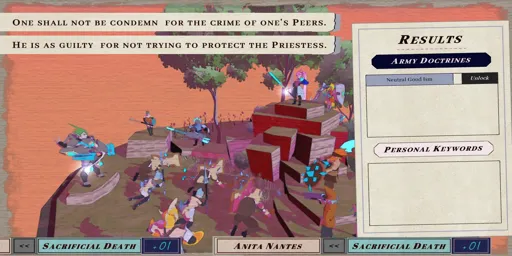 One shall not be condemn for the crime of one's Peers.
He is as guilty for not trying to protect the Priestess.
Results
Army Doctrines
Neutral Good Sun
Unlock
Personal Keywords
<< Sacrificial Death .01 Anita Nantes << Sacrificial Death .01